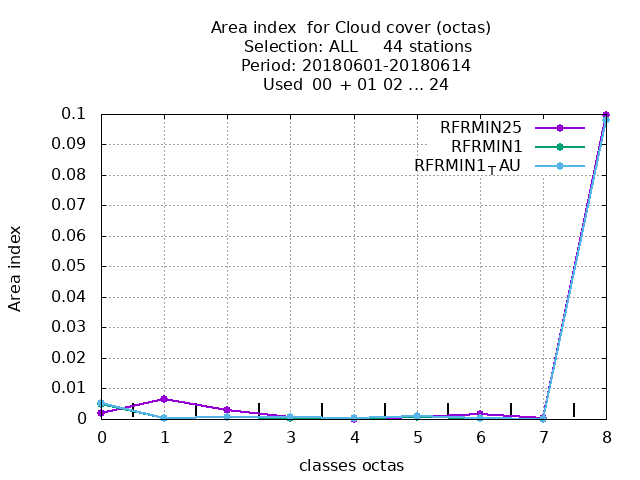 Area index  for Cloud cover (octas)
Selection: ALL     44 stations
Period: 20180601-20180614
Used  00 + 01 02 ... 24
RFRMIN25
RFRMIN1
RFRMIN1_TAU
0.1
0.09
0.08
0.07
0.06
0.05
0.04
0.03
0.02
0.01
0
Area index
0 1 2 3 4 5 6 7 8
classes octas